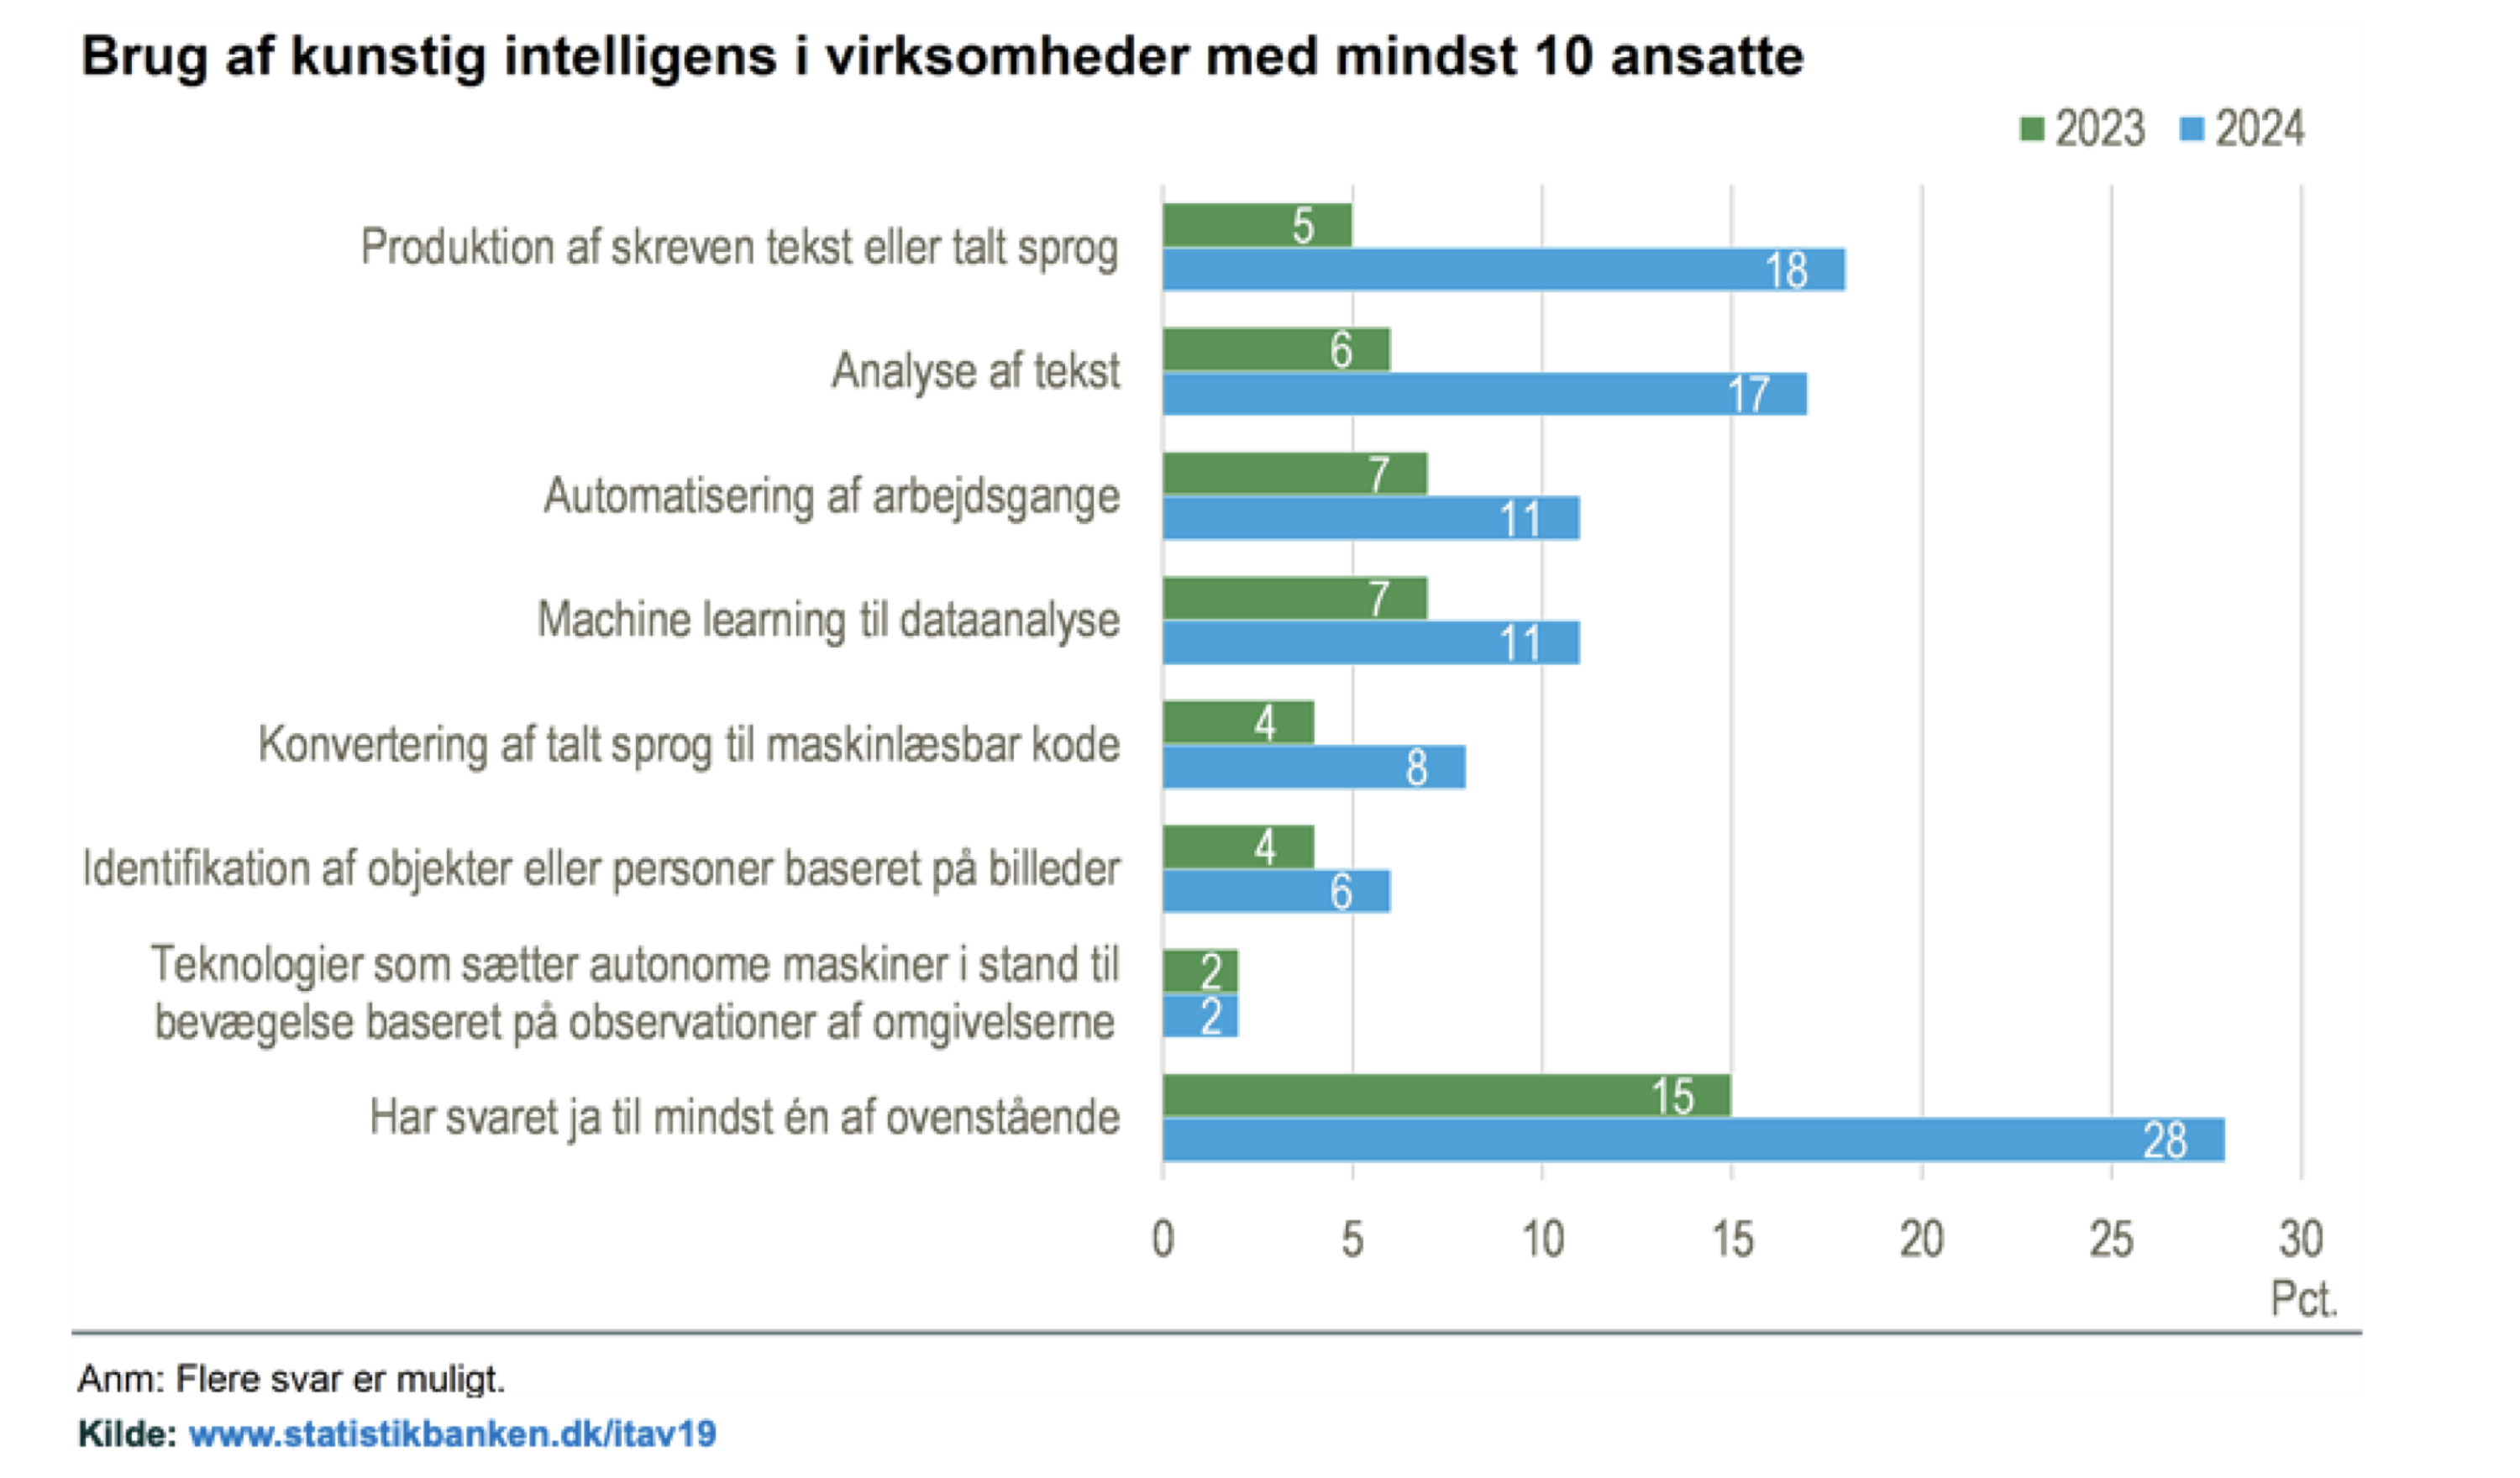 Brug af kunstig intelligens i virksomheder med mindst 10 ansatte
2023 2024
Produktion af skreven tekst eller talt sprog
5
18
Analyse af tekst
6
17
Automatisering af arbejdsgange
7
11
Machine learning til dataanalyse
7
11
Konvertering af talt sprog til maskinlæsbar kode
4
8
Identifikation af objekter eller personer baseret på billeder
4
6
Teknologier som sætter autonome maskiner i stand til
bevægelse baseret på observationer af omgivelserne
2
2
Har svaret ja til mindst én af ovenstående
15
28
0 5 10 15 20 25 30
Pct.
Anm: Flere svar er muligt.
Kilde: www.statistikbanken.dk/itav19